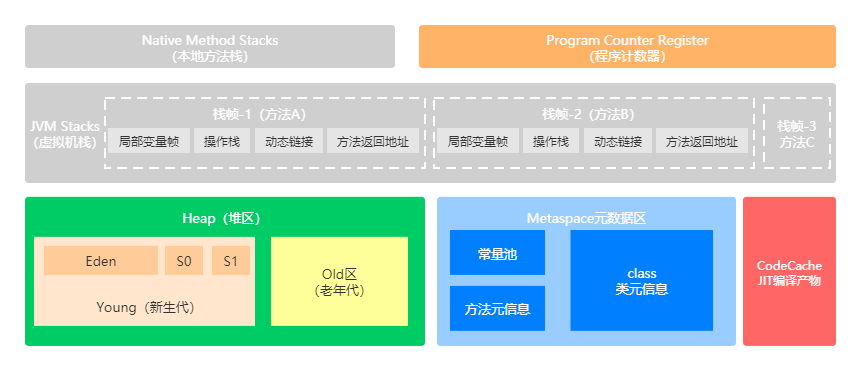 Native Method Stacks
(本地方法栈)
Program Counter Register
(程序计数器)
JVM Stacks
(虚拟机栈)
栈帧-1（方法A）
局部变量帧
操作栈
动态链接
方法返回地址
栈帧-2（方法B）
局部变量帧
操作栈
动态链接
方法返回地址
栈帧-3
方法C
Heap（堆区）
Eden
S0
S1
Young（新生代）
Old区
(老年代)
Metaspace元数据区
常量池
方法元信息
class
类元信息
CodeCache
JIT编译产物